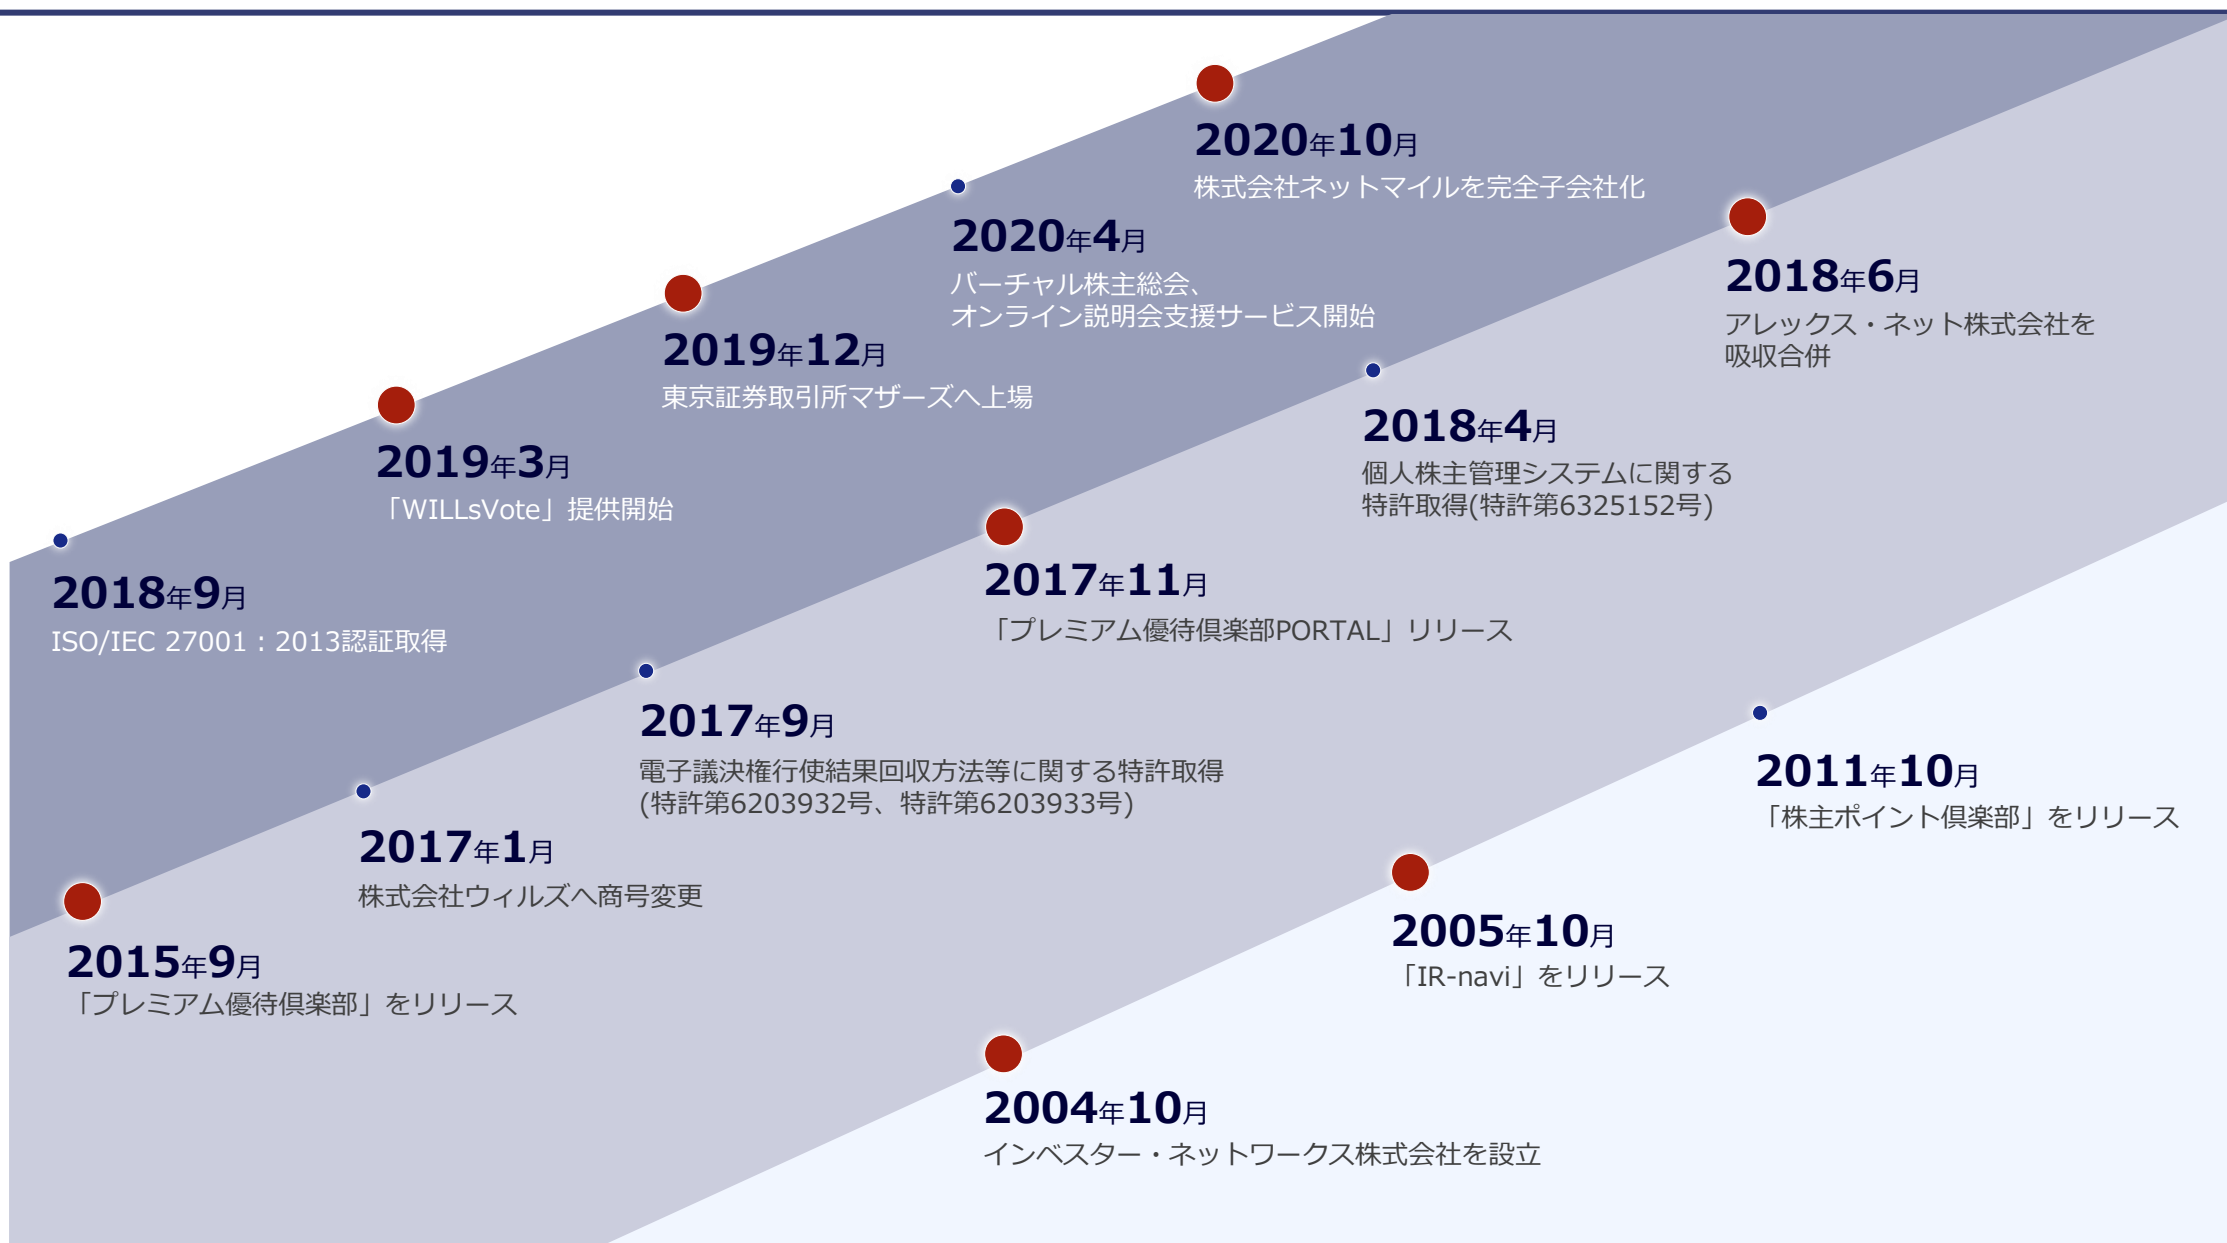 2020年10月
株式会社ネットマイルを完全子会社化
2020年4月
バーチャル株主総会、
オンライン説明会支援サービス開始
2019年12月
東京証券取引所マザーズへ上場
2019年3月
「WILLsVote」提供開始
2018年9月
ISO/IEC 27001：2013認証取得
2018年6月
アレックス・ネット株式会社を
吸収合併
2018年4月
個人株主管理システムに関する
特許取得(特許第6325152号)
2017年11月
「プレミアム優待倶楽部PORTAL」リリース
2017年9月
電子議決権行使結果回収方法等に関する特許取得
(特許第6203932号、特許第6203933号)
2017年1月
株式会社ウィルズへ商号変更
2015年9月
「プレミアム優待倶楽部」をリリース
2011年10月
「株主ポイント倶楽部」をリリース
2005年10月
「IR-navi」をリリース
2004年10月
インベスター・ネットワークス株式会社を設立